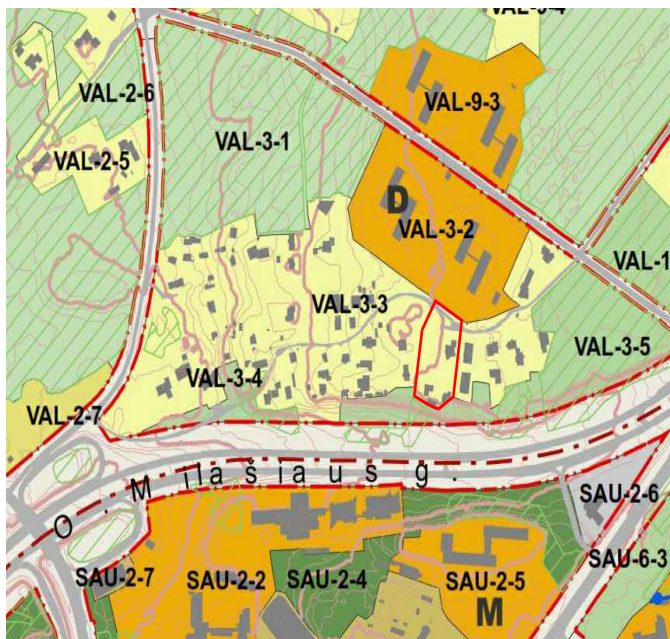 VAL-9-4
VAL-2-6
VAL-9-3
VAL-3-1
VAL-2-5
D
VAL-3-2
VAL-1
VAL-3-3
VAL-3-5
VAL-3-4
VAL-2-7
O. Milašiaus g.
SAU-2-6
SAU-6-3
SAU-2-7
SAU-2-2
SAU-2-4
SAU-2-5
M